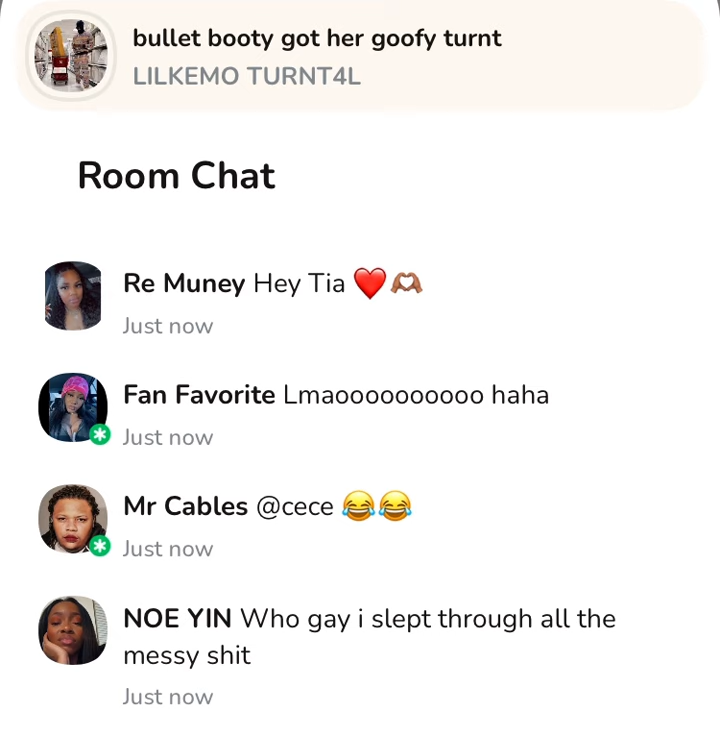 bullet booty got her goofy turnt
LILKEMO TURNT4L
Room Chat
Re Muney Hey Tia ❤️🫶🏽
Just now
Fan Favorite Lmaoooooooooo haha
Just now
Mr Cables @cece 😂😂
Just now
NOE YIN Who gay i slept through all the
messy shit
Just now